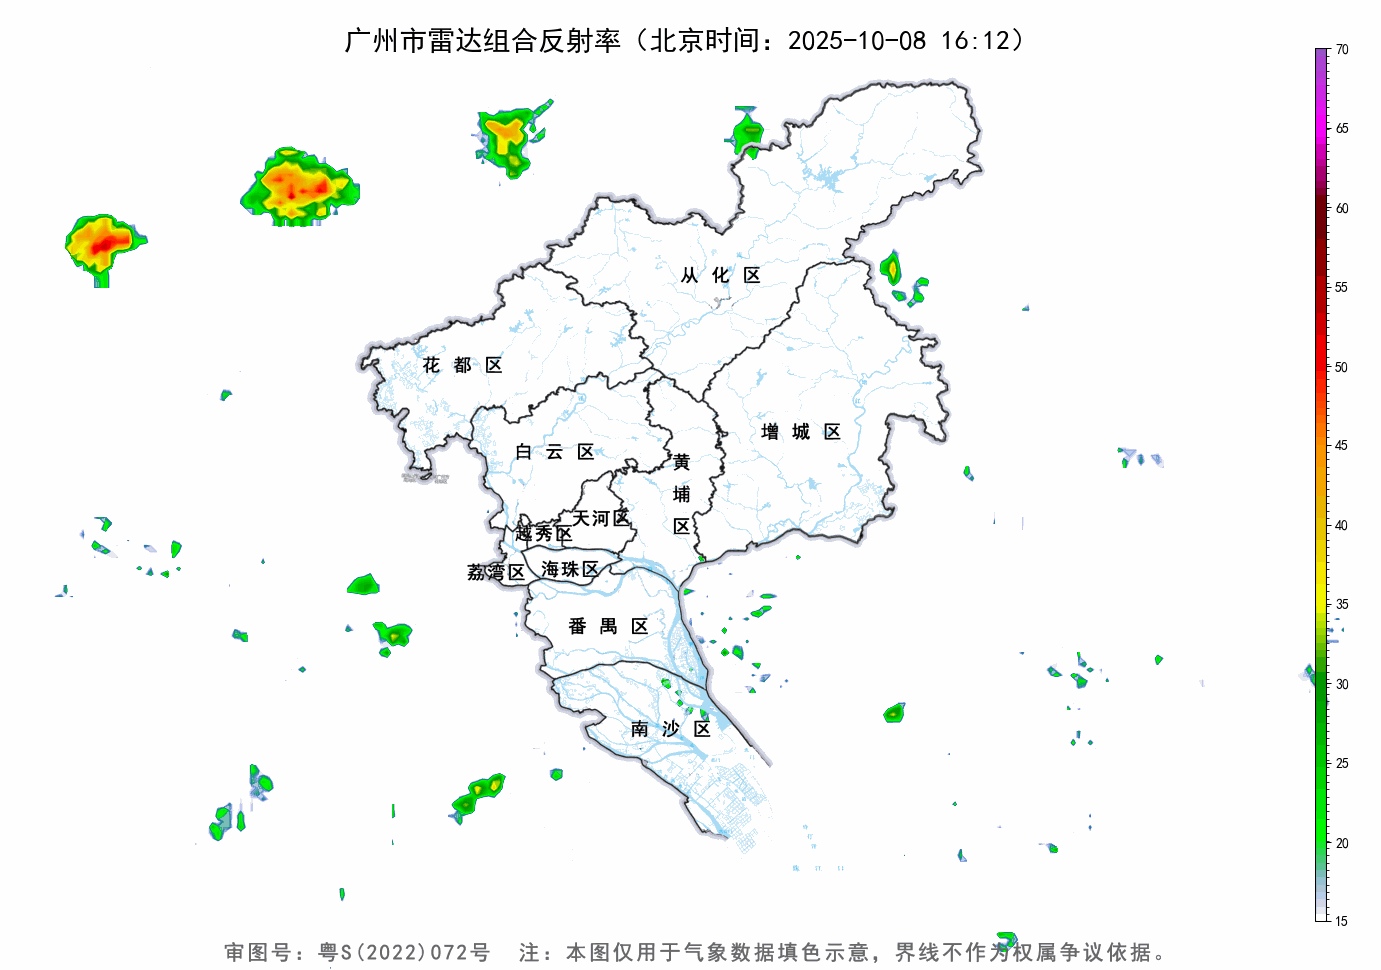 广州市雷达组合反射率（北京时间：2025-10-08 16:12）
70
65
60
55
50
45
40
35
30
25
20
15
从化区
花都区
增城区
白云区
黄埔区
天河区
越秀区
荔湾区
海珠区
番禺区
南沙区
审图号：粤S(2022)072号 注：本图仅用于气象数据填色示意，界线不作为权属争议依据。